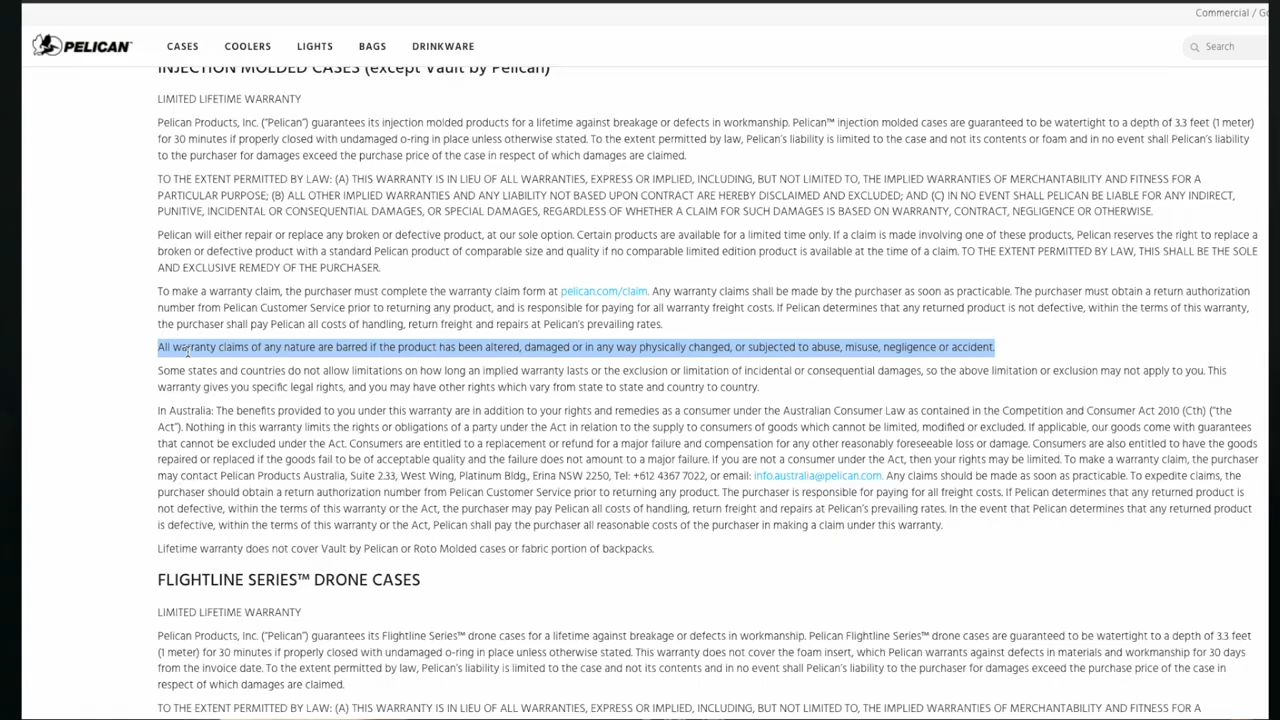 Commercial / Go
PELICAN
CASES
COOLERS
LIGHTS
BAGS
DRINKWARE
Search
INJECTION MOLDED CASES (except Vault by Pelican)
LIMITED LIFETIME WARRANTY
Pelican Products, Inc. ("Pelican") guarantees its injection molded products for a lifetime against breakage or defects in workmanship. Pelican™ injection molded cases are guaranteed to be watertight to a depth of 3.3 feet (1 meter)
for 30 minutes if properly closed with undamaged o-ring in place unless otherwise stated. To the extent permitted by law, Pelican's liability is limited to the case and not its contents or foam and in no event shall Pelican's liability
to the purchaser for damages exceed the purchase price of the case in respect of which damages are claimed.
TO THE EXTENT PERMITTED BY LAW: (A) THIS WARRANTY IS IN LIEU OF ALL WARRANTIES, EXPRESS OR IMPLIED, INCLUDING, BUT NOT LIMITED TO, THE IMPLIED WARRANTIES OF MERCHANTABILITY AND FITNESS FOR A
PARTICULAR PURPOSE; (B) ALL OTHER IMPLIED WARRANTIES AND ANY LIABILITY NOT BASED UPON CONTRACT ARE HEREBY DISCLAIMED AND EXCLUDED; AND (C) IN NO EVENT SHALL PELICAN BE LIABLE FOR ANY INDIRECT,
PUNITIVE, INCIDENTAL OR CONSEQUENTIAL DAMAGES, OR SPECIAL DAMAGES, REGARDLESS OF WHETHER A CLAIM FOR SUCH DAMAGES IS BASED ON WARRANTY, CONTRACT, NEGLIGENCE OR OTHERWISE.
Pelican will either repair or replace any broken or defective product, at our sole option. Certain products are available for a limited time only. If a claim is made involving one of these products, Pelican reserves the right to replace a
broken or defective product with a standard Pelican product of comparable size and quality if no comparable limited edition product is available at the time of a claim. TO THE EXTENT PERMITTED BY LAW, THIS SHALL BE THE SOLE
AND EXCLUSIVE REMEDY OF THE PURCHASER.
To make a warranty claim, the purchaser must complete the warranty claim form at pelican.com/claim. Any warranty claims shall be made by the purchaser as soon as practicable. The purchaser must obtain a return authorization
number from Pelican Customer Service prior to returning any product, and is responsible for paying for all warranty freight costs. If Pelican determines that any returned product is not defective, within the terms of this warranty,
the purchaser shall pay Pelican all costs of handling, return freight and repairs at Pelican's prevailing rates.
All warranty claims of any nature are barred if the product has been altered, damaged or in any way physically changed, or subjected to abuse, misuse, negligence or accident.
Some states and countries do not allow limitations on how long an implied warranty lasts or the exclusion or limitation of incidental or consequential damages, so the above limitation or exclusion may not apply to you. This
warranty gives you specific legal rights, and you may have other rights which vary from state to state and country to country.
In Australia: The benefits provided to you under this warranty are in addition to your rights and remedies as a consumer under the Australian Consumer Law as contained in the Competition and Consumer Act 2010 (Cth) ("the
Act"). Nothing in this warranty limits the rights or obligations of a party under the Act in relation to the supply to consumers of goods which cannot be limited, modified or excluded. If applicable, our goods come with guarantees
that cannot be excluded under the Act. Consumers are entitled to a replacement or refund for a major failure and compensation for any other reasonably foreseeable loss or damage. Consumers are also entitled to have the goods
repaired or replaced if the goods fail to be of acceptable quality and the failure does not amount to a major failure. If you are not a consumer under the Act, then your rights may be limited. To make a warranty claim, the purchaser
may contact Pelican Products Australia, Suite 2.33, West Wing, Platinum Bldg., Erina NSW 2250, Tel: +612 4367 7022, or email: info.australia@pelican.com. Any claims should be made as soon as practicable. To expedite claims, the
purchaser should obtain a return authorization number from Pelican Customer Service prior to returning any product. The purchaser is responsible for paying for all freight costs. If Pelican determines that any returned product is
not defective, within the terms of this warranty or the Act, the purchaser may pay Pelican all costs of handling, return freight and repairs at Pelican's prevailing rates. In the event that Pelican determines that any returned product
is defective, within the terms of this warranty or the Act, Pelican shall pay the purchaser all reasonable costs of the purchaser in making a claim under this warranty.
Lifetime warranty does not cover Vault by Pelican or Roto Molded cases or fabric portion of backpacks.
FLIGHTLINE SERIES™ DRONE CASES
LIMITED LIFETIME WARRANTY
Pelican Products, Inc. ("Pelican") guarantees its Flightline Series™ drone cases for a lifetime against breakage or defects in workmanship. Pelican Flightline Series™ drone cases are guaranteed to be watertight to a depth of 3.3 feet
(1 meter) for 30 minutes if properly closed with undamaged o-ring in place unless otherwise stated. This warranty does not cover the foam insert, which Pelican warrants against defects in materials and workmanship for 30 days
from the invoice date. To the extent permitted by law, Pelican's liability is limited to the case and not its contents and in no event shall Pelican's liability to the purchaser for damages exceed the purchase price of the case in
respect of which damages are claimed.
TO THE EXTENT PERMITTED BY LAW: (A) THIS WARRANTY IS IN LIEU OF ALL WARRANTIES, EXPRESS OR IMPLIED, INCLUDING, BUT NOT LIMITED TO, THE IMPLIED WARRANTIES OF MERCHANTABILITY AND FITNESS FOR A